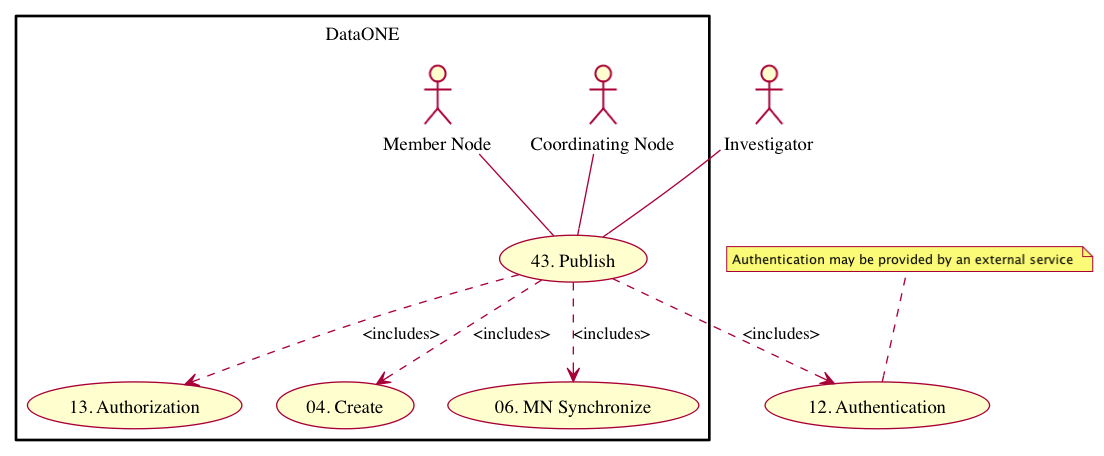 DataONE
Member Node
Coordinating Node
Investigator
43. Publish
Authentication may be provided by an external service
<includes>
<includes>
<includes>
<includes>
13. Authorization
04. Create
06. MN Synchronize
12. Authentication